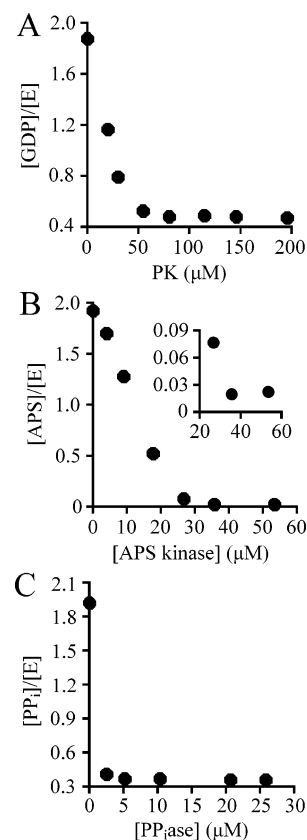 A
2.0
1.6
1.2
0.8
0.4
[GDP]/[E]
0 50 100 150 200
PK (μM)
B
2.0
1.5
1.0
0.5
0
[APS]/[E]
0.09
0.06
0.03
0
20 40 60
0 10 20 30 40 50 60
[APS kinase] (μM)
C
2.1
1.8
1.5
1.2
0.9
0.6
0.3
[PPi]/[E]
0 5 10 15 20 25 30
[PPiase] (μM)